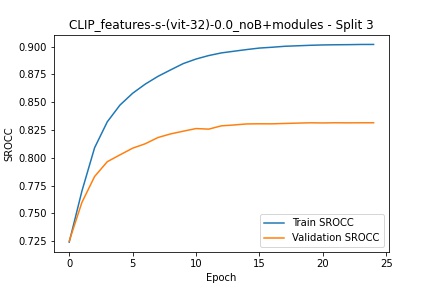 CLIP_features-s-(vit-32)-0.0_noB+modules - Split 3
0.900
0.875
0.850
0.825
0.800
0.775
0.750
0.725
SROCC
Train SROCC
Validation SROCC
0 5 10 15 20 25
Epoch